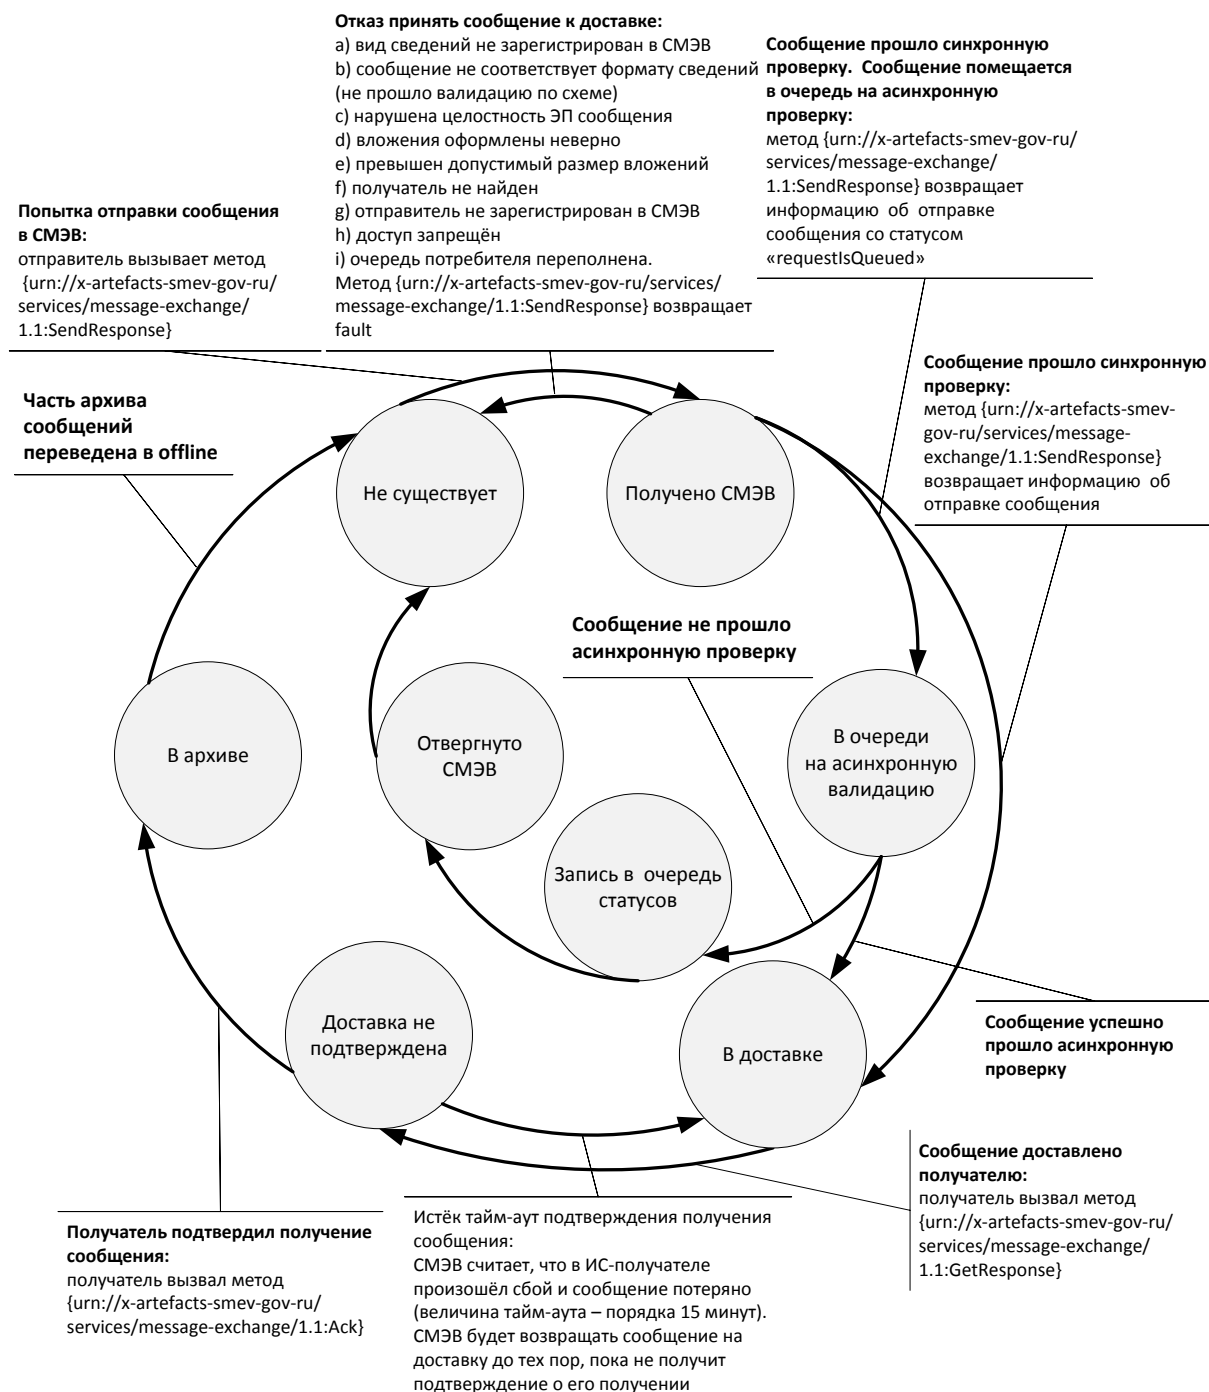 Отказ принять сообщение к доставке:
a) вид сведений не зарегистрирован в СМЭВ
b) сообщение не соответствует формату сведений
(не прошло валидацию по схеме)
c) нарушена целостность ЭП сообщения
d) вложения оформлены неверно
e) превышен допустимый размер вложений
f) получатель не найден
g) отправитель не зарегистрирован в СМЭВ
h) доступ запрещён
i) очередь потребителя переполнена.
Метод {urn://x-artefacts-smev-gov-ru/services/
message-exchange/1.1:SendResponse} возвращает
fault
Сообщение прошло синхронную
проверку. Сообщение помещается
в очередь на асинхронную
проверку:
метод {urn://x-artefacts-smev-gov-ru/
services/message-exchange/
1.1:SendResponse} возвращает
информацию об отправке
сообщения со статусом
«requestIsQueued»
Попытка отправки сообщения
в СМЭВ:
отправитель вызывает метод
{urn://x-artefacts-smev-gov-ru/
services/message-exchange/
1.1:SendResponse}
Сообщение прошло синхронную
проверку:
метод {urn://x-artefacts-smev-
gov-ru/services/message-
exchange/1.1:SendResponse}
возвращает информацию об
отправке сообщения
Часть архива
сообщений
переведена в offline
Не существует
Получено СМЭВ
Сообщение не прошло
асинхронную проверку
В архиве
Отвергнуто
СМЭВ
В очереди
на асинхронную
валидацию
Запись в очередь
статусов
Доставка не
подтверждена
В доставке
Сообщение успешно
прошло асинхронную
проверку
Сообщение доставлено
получателю:
получатель вызвал метод
{urn://x-artefacts-smev-gov-ru/
services/message-exchange/
1.1:GetResponse}
Получатель подтвердил получение
сообщения:
получатель вызвал метод
{urn://x-artefacts-smev-gov-ru/
services/message-exchange/1.1:Ack}
Истёк тайм-аут подтверждения получения
сообщения:
СМЭВ считает, что в ИС-получателе
произошёл сбой и сообщение потеряно
(величина тайм-аута – порядка 15 минут).
СМЭВ будет возвращать сообщение на
доставку до тех пор, пока не получит
подтверждение о его получении